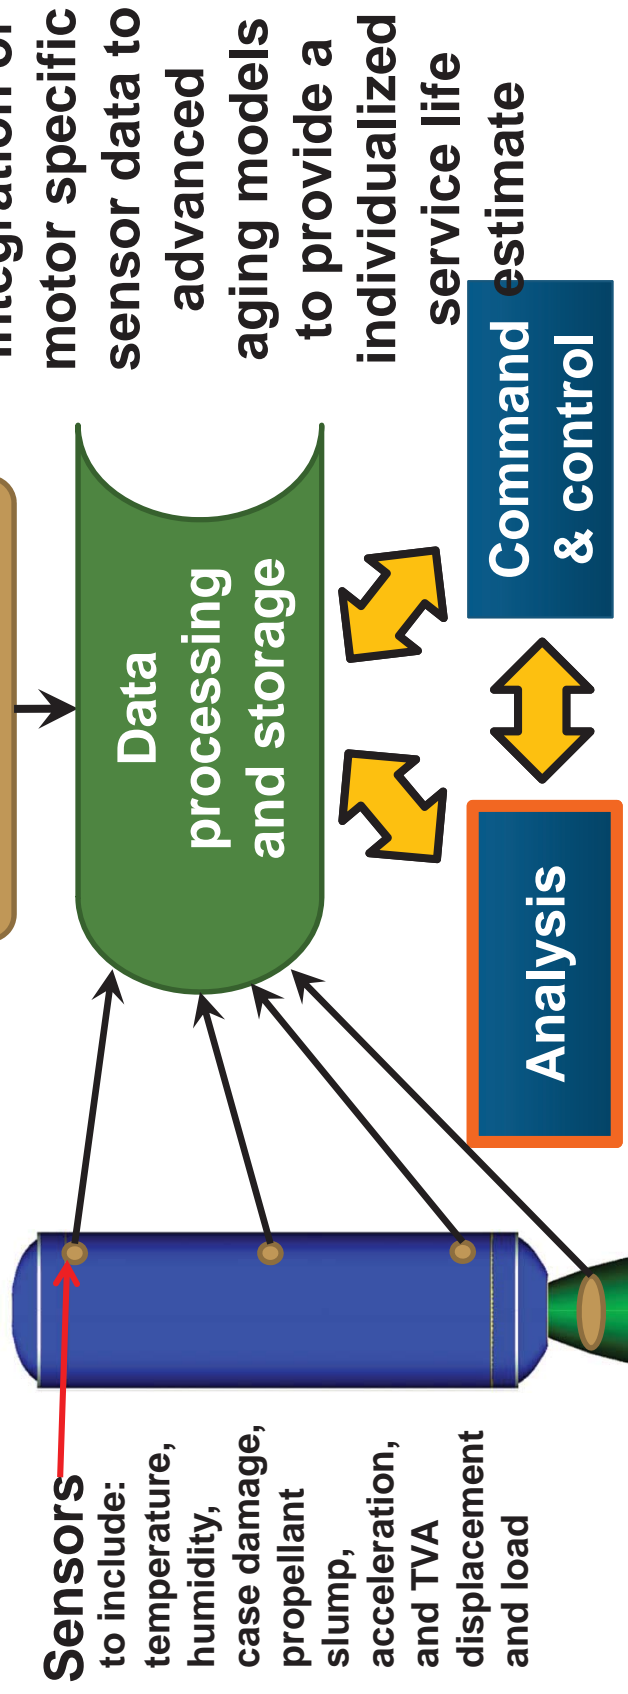 Sensors
to include:
temperature,
humidity,
case damage,
propellant
slump,
acceleration,
and TVA
displacement
and load
Data
processing
and storage
Analysis
Command
& control
motor specific
sensor data to
advanced
aging models
to provide a
individualized
service life
estimate